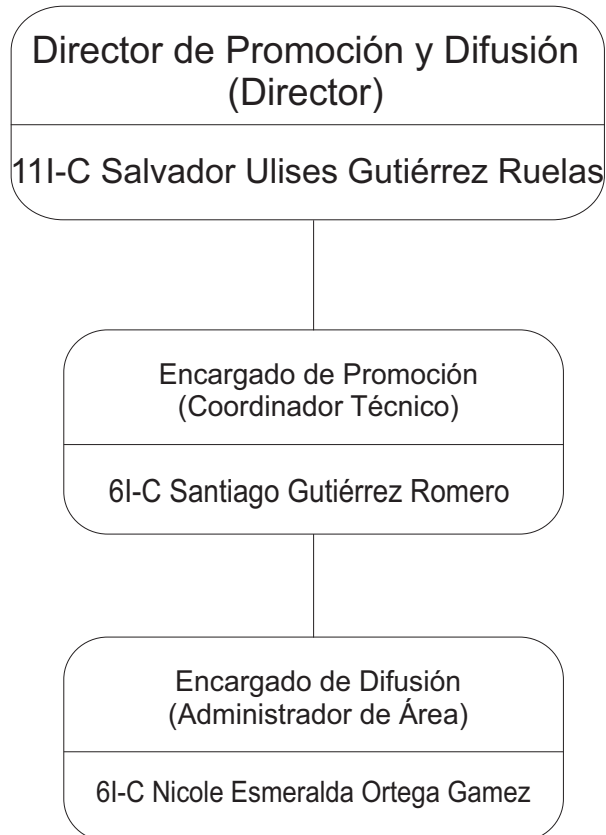 Director de Promoción y Difusión
(Director)
11I-C Salvador Ulises Gutiérrez Ruelas
Encargado de Promoción
(Coordinador Técnico)
6I-C Santiago Gutiérrez Romero
Encargado de Difusión
(Administrador de Área)
6I-C Nicole Esmeralda Ortega Gamez